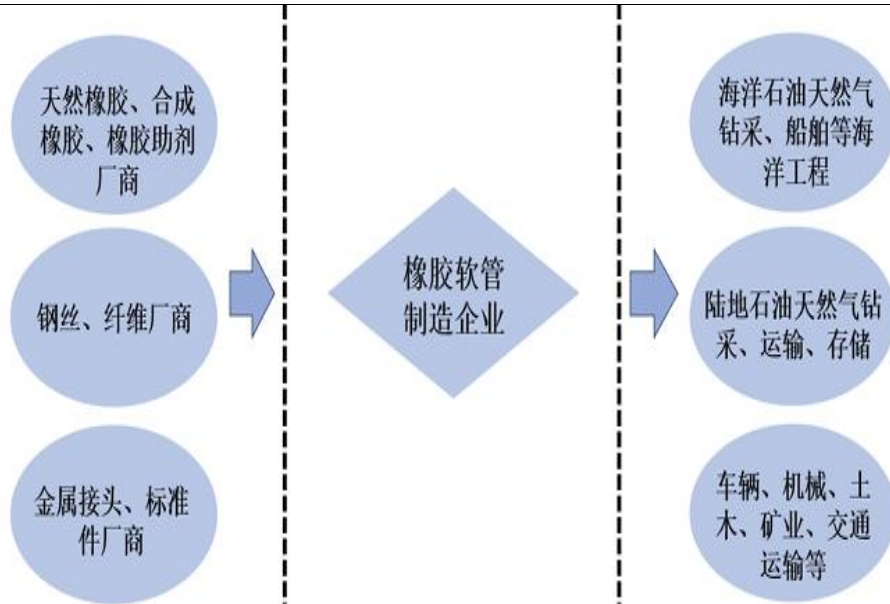 天然橡胶、合成
橡胶、橡胶助剂
厂商
钢丝、纤维厂商
金属接头、标准
件厂商
橡胶软管
制造企业
海洋石油天然气
钻采、船舶等海
洋工程
陆地石油天然气钻
采、运输、存储
车辆、机械、土
木、矿业、交通
运输等